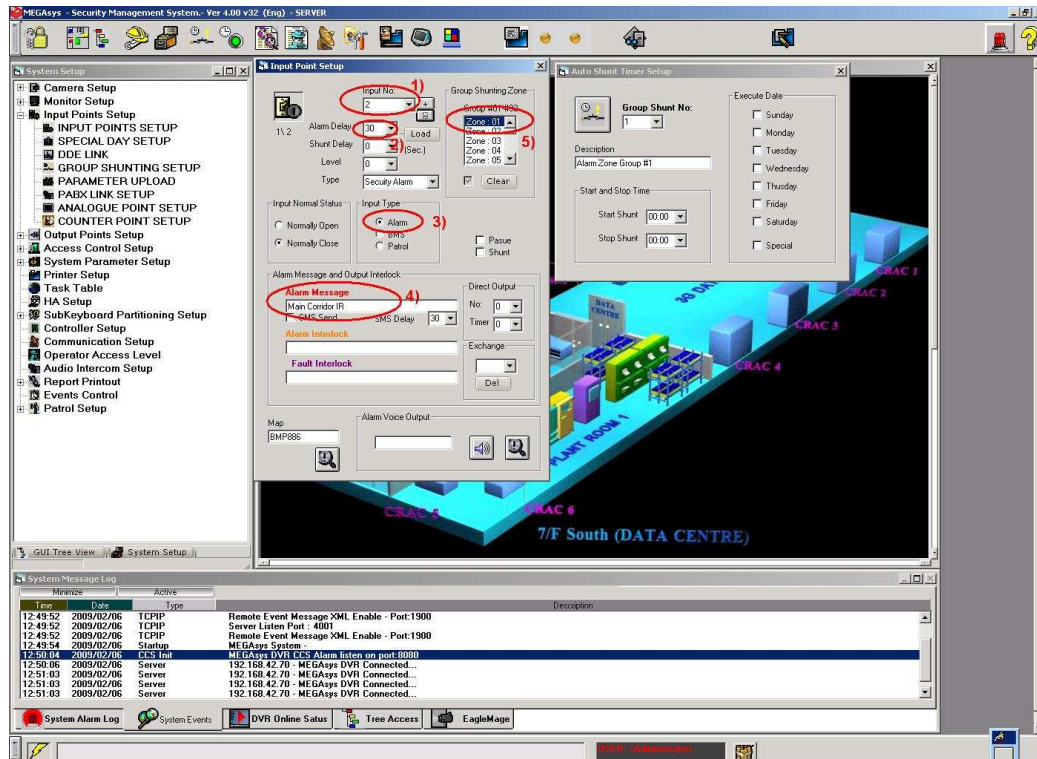 MEGAsys - Security Management System.- Ver 4.00 v32 (Eng) - SERVER
System Setup
Camera Setup
Monitor Setup
Input Points Setup
INPUT POINTS SETUP
SPECIAL DAY SETUP
DDE LINK
GROUP SHUNTING SETUP
PARAMETER UPLOAD
PABX LINK SETUP
ANALOGUE POINT SETUP
COUNTER POINT SETUP
Output Points Setup
Access Control Setup
System Parameter Setup
Printer Setup
Task Table
HA Setup
SubKeyboard Partitioning Setup
Controller Setup
Communication Setup
Operator Access Level
Audio Intercom Setup
Report Printout
Events Control
Patrol Setup
GUI Tree View
System Setup
Input Point Setup
1\ 2
Input No:
1)
2
+
Alarm Delay
30
2)
Load
Shunt Delay
0
(Sec.)
Level
0
Type
Secuity Alarm
Group Shunting Zone
Group #01-#32
Zone : 01
Zone : 02
Zone : 03
Zone : 04
Zone : 05
5)
Clear
Input Normal Status
Normally Open
Normally Close
Input Type
Alarm
BMS
Patrol
3)
Pasue
Shunt
Alarm Message and Output Interlock
Alarm Message
Main Corridor IR
4)
SMS Send
SMS Delay
30
Alarm Interlock
Fault Interlock
Direct Output
No:
0
Timer
0
Exchange
Del
Map
BMP886
Alarm Voice Output
Auto Shunt Timer Setup
Group Shunt No:
1
Description
Alarm Zone Group #1
Start and Stop Time
Start Shunt
00:00
Stop Shunt
00:00
Execute Date
Sunday
Monday
Tuesday
Wednesday
Thusday
Friday
Saturday
Special
CRAC 1
CRAC 2
CRAC 3
CRAC 4
DATA CENTRE
PLANT ROOM 1
CRAC 5
CRAC 6
7/F South (DATA CENTRE)
System Message Log
Minimize
Active
Time Date Type Description
12:49:52 2009/02/06 TCPIP Remote Event Message XML Enable - Port:1900
12:49:52 2009/02/06 TCPIP Server Listen Port : 4001
12:49:52 2009/02/06 TCPIP Remote Event Message XML Enable - Port:1900
12:49:54 2009/02/06 Startup MEGAsys System -
12:50:04 2009/02/06 CCS Init MEGAsys DVR CCS Alarm listen on port:8080
12:50:06 2009/02/06 Server 192.168.42.70 - MEGAsys DVR Connected...
12:51:03 2009/02/06 Server 192.168.42.70 - MEGAsys DVR Connected...
12:51:03 2009/02/06 Server 192.168.42.70 - MEGAsys DVR Connected...
12:51:03 2009/02/06 Server 192.168.42.70 - MEGAsys DVR Connected...
System Alarm Log
System Events
DVR Online Satus
Tree Access
EagleMage
USER: (Administrator)